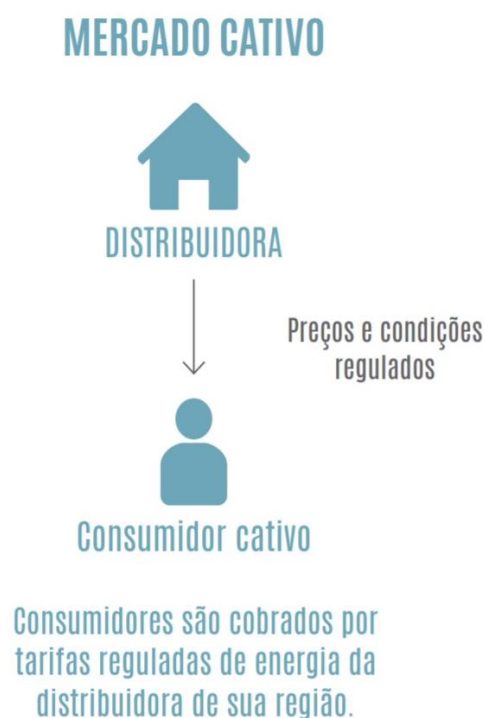 MERCADO CATIVO
DISTRIBUIDORA
Preços e condições
regulados
Consumidor cativo
Consumidores são cobrados por
tarifas reguladas de energia da
distribuidora de sua região.